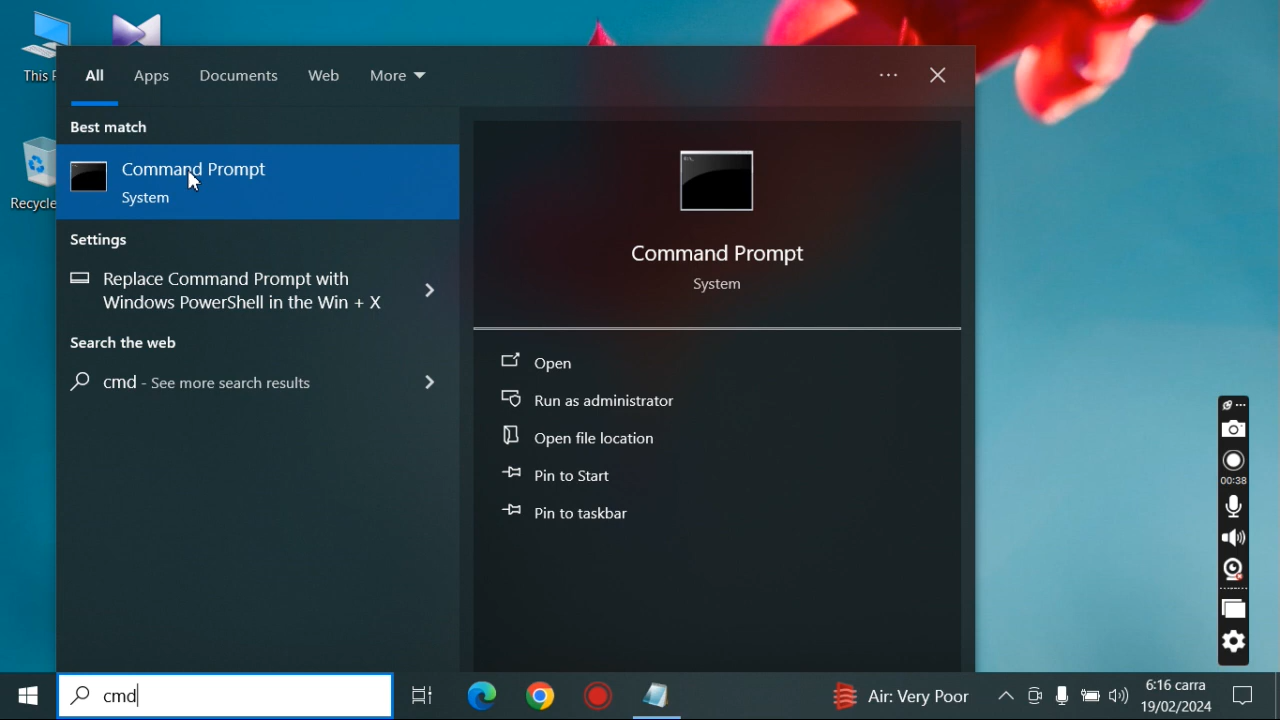 This P
Recycle
All
Apps
Documents
Web
More
Best match
Command Prompt
System
Settings
Replace Command Prompt with
Windows PowerShell in the Win + X
Search the web
cmd - See more search results
Command Prompt
System
Open
Run as administrator
Open file location
Pin to Start
Pin to taskbar
00:38
cmd
Air: Very Poor
6:16 carra
19/02/2024